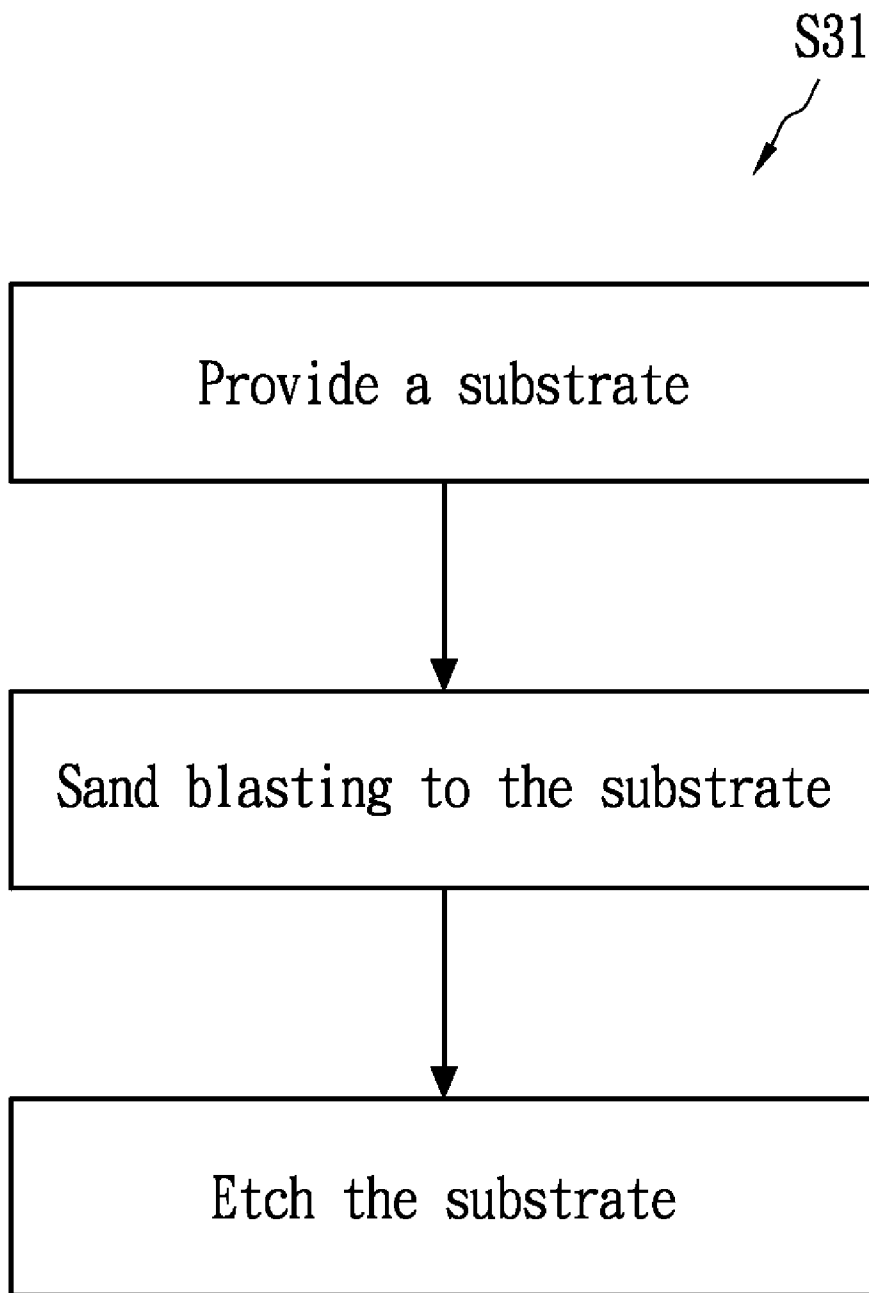 S31
Provide a substrate
Sand blasting to the substrate
Etch the substrate